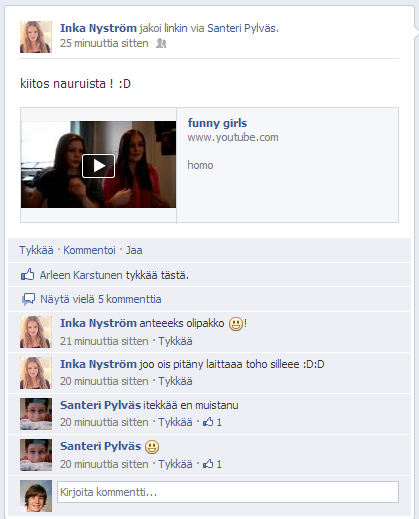 Inka Nyström jakoi linkin via Santeri Pylväs.
25 minuuttia sitten
kiitos nauruista ! :D
funny girls
www.youtube.com
homo
Tykkää · Kommentoi · Jaa
Arleen Karstunen tykkää tästä.
Näytä vielä 5 kommenttia
Inka Nyström anteeeks olipakko !
21 minuuttia sitten · Tykkää
Inka Nyström joo ois pitäny laittaaa toho silleee :D:D
20 minuuttia sitten · Tykkää
Santeri Pylväs itekkää en muistanu
20 minuuttia sitten · Tykkää · 1
Santeri Pylväs
20 minuuttia sitten · Tykkää · 1
Kirjoita kommentti...